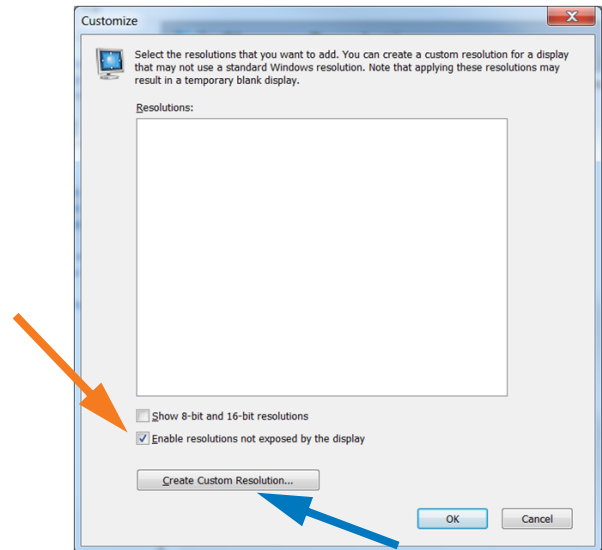 Customize
Select the resolutions that you want to add. You can create a custom resolution for a display
that may not use a standard Windows resolution. Note that applying these resolutions may
result in a temporary blank display.
Resolutions:
Show 8-bit and 16-bit resolutions
Enable resolutions not exposed by the display
Create Custom Resolution...
OK Cancel